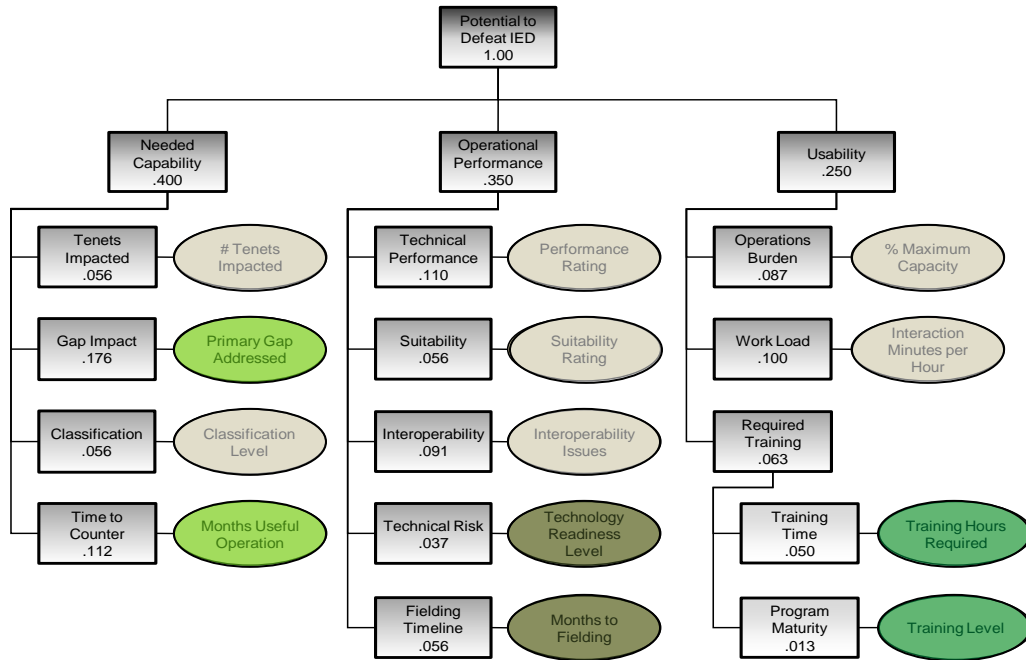 Potential to
Defeat IED
1.00
Needed
Capability
.400
Operational
Performance
.350
Usability
.250
Tenets
Impacted
.056
# Tenets
Impacted
Technical
Performance
.110
Performance
Rating
Operations
Burden
.087
% Maximum
Capacity
Gap Impact
.176
Primary Gap
Addressed
Suitability
.056
Suitability
Rating
Work Load
.100
Interaction
Minutes per
Hour
Classification
.056
Classification
Level
Interoperability
.091
Interoperability
Issues
Required
Training
.063
Time to
Counter
.112
Months Useful
Operation
Technical Risk
.037
Technology
Readiness
Level
Training
Time
.050
Training Hours
Required
Fielding
Timeline
.056
Months to
Fielding
Program
Maturity
.013
Training Level